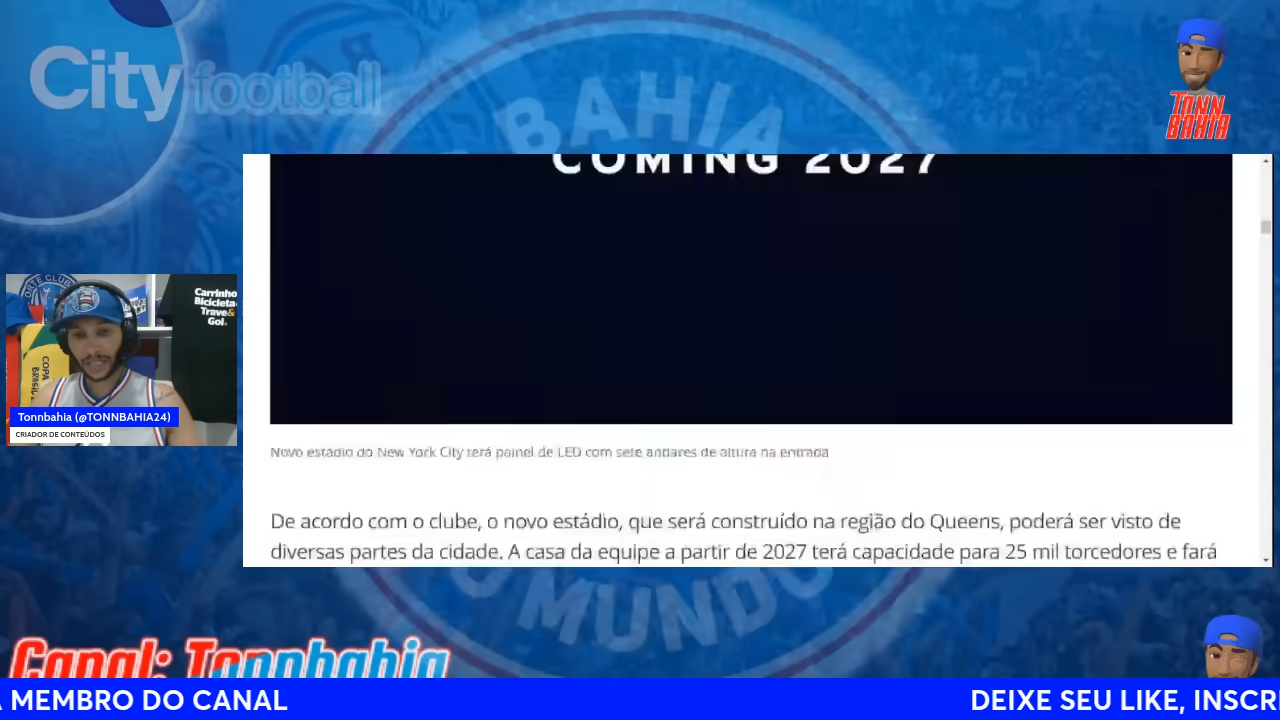 City football
BAHIA
TONN
BAHIA
COMING 2027
Carrinho
Bicicleta
Trave&
Gol.
COPA
Tonnbahia (@TONNBAHIA24)
CRIADOR DE CONTEÚDOS
Novo estádio do New York City terá painel de LED com sete andares de altura na entrada
De acordo com o clube, o novo estádio, que será construído na região do Queens, poderá ser visto de
diversas partes da cidade. A casa da equipe a partir de 2027 terá capacidade para 25 mil torcedores e fará
MUNDO
Canal: Tonnbahia
A MEMBRO DO CANAL
DEIXE SEU LIKE, INSCR